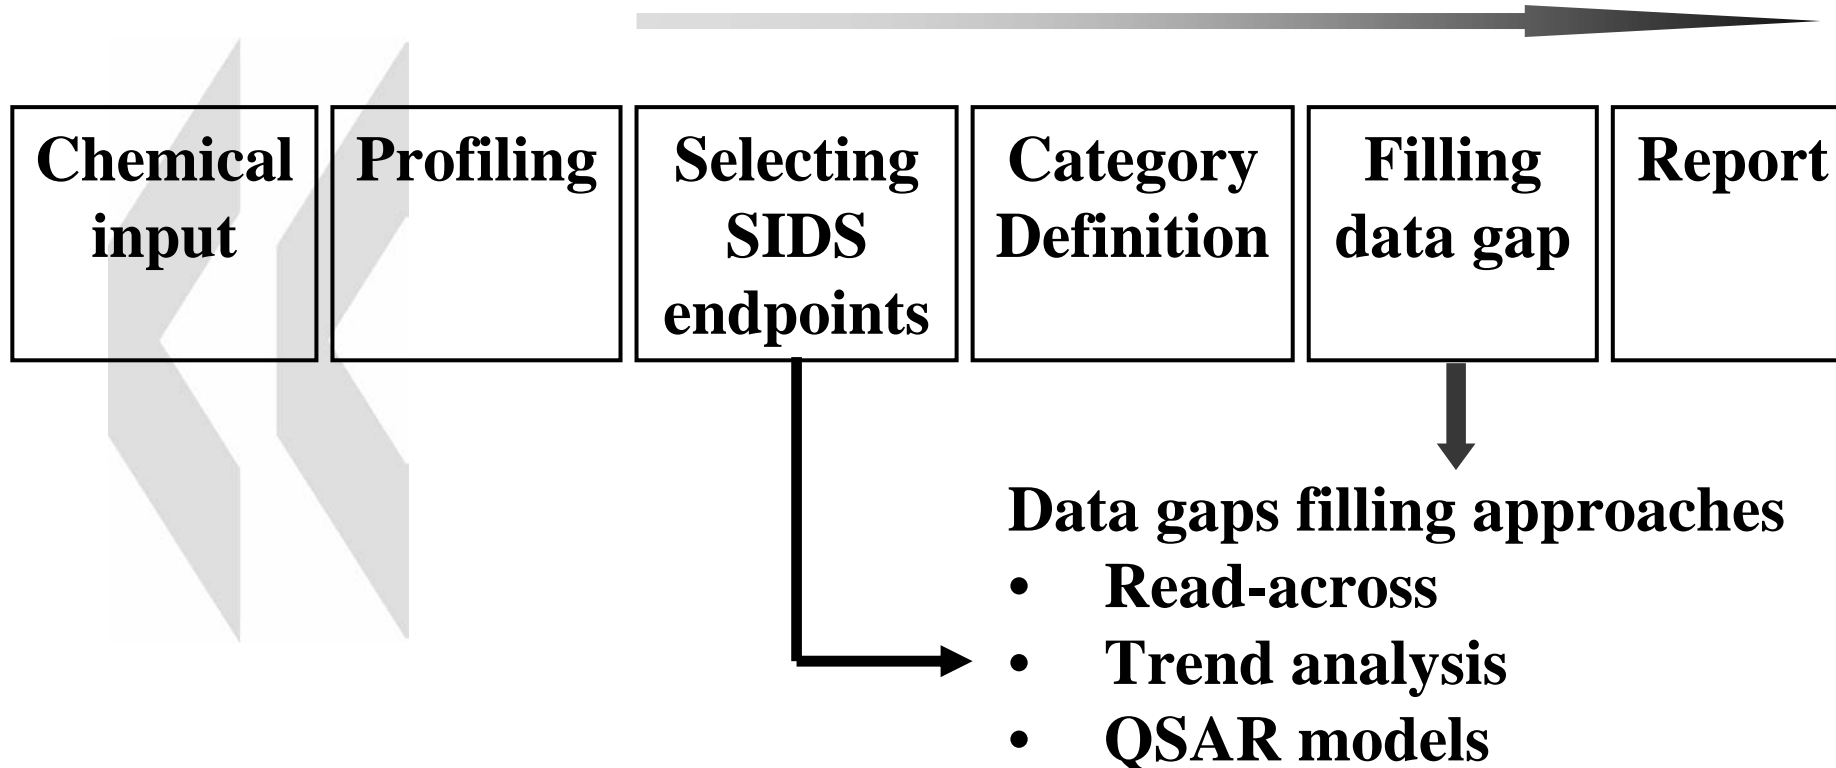 Chemical
input
Profiling
Selecting
SIDS
endpoints
Category
Definition
Filling
data gap
Report
Data gaps filling approaches
• Read-across
• Trend analysis
• QSAR models